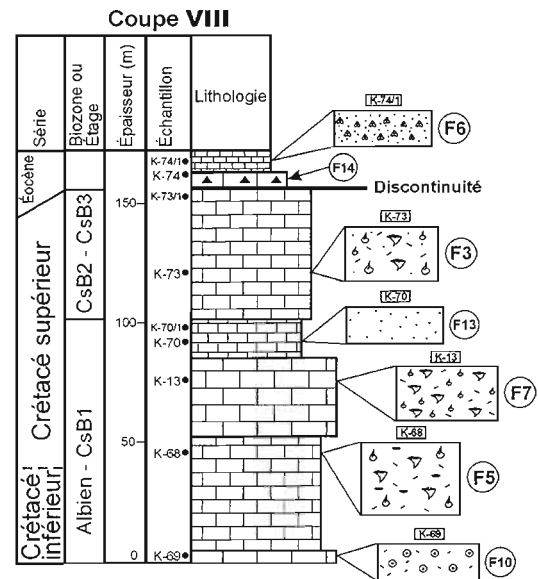 Coupe VIII
Série
Biozone ou
Étage
Épaisseur (m)
Échantillon
Lithologie
Éocène
Crétacé supérieur
Crétacé
inférieur
CsB2 - CsB3
Albien - CsB1
150
100
50
0
K-74/1
K-74
K-73/1
K-73
K-70/1
K-70
K-13
K-68
K-69
K-74/1
F6
F14
Discontinuité
K-73
F3
K-70
F13
K-13
F7
K-68
F5
K-69
F10